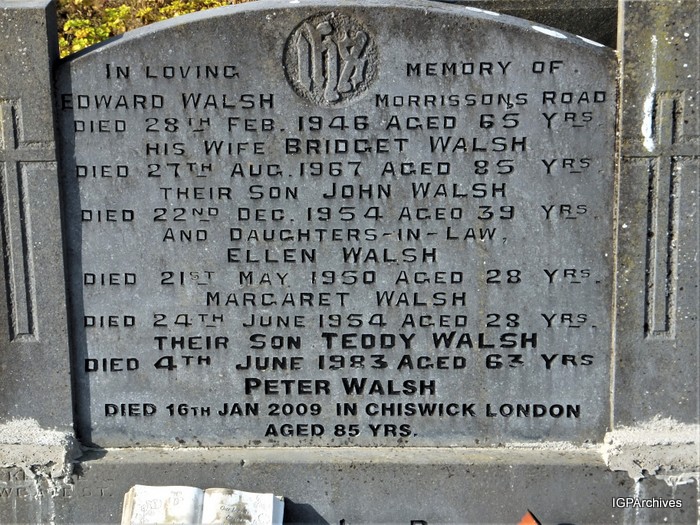 IHS
IN LOVING MEMORY OF.
EDWARD WALSH MORRISSONS ROAD
DIED 28TH FEB. 1946 AGED 65 YRS.
HIS WIFE BRIDGET WALSH
DIED 27TH AUG. 1967 AGED 85 YRS.
THEIR SON JOHN WALSH
DIED 22ND DEC. 1954 AGED 39 YRS.
AND DAUGHTERS-IN-LAW,
ELLEN WALSH
DIED 21ST MAY 1950 AGED 28 YRS.
MARGARET WALSH
DIED 24TH JUNE 1954 AGED 28 YRS.
THEIR SON TEDDY WALSH
DIED 4TH JUNE 1983 AGED 63 YRS
PETER WALSH
DIED 16TH JAN 2009 IN CHISWICK LONDON
AGED 85 YRS.
IGPArchives